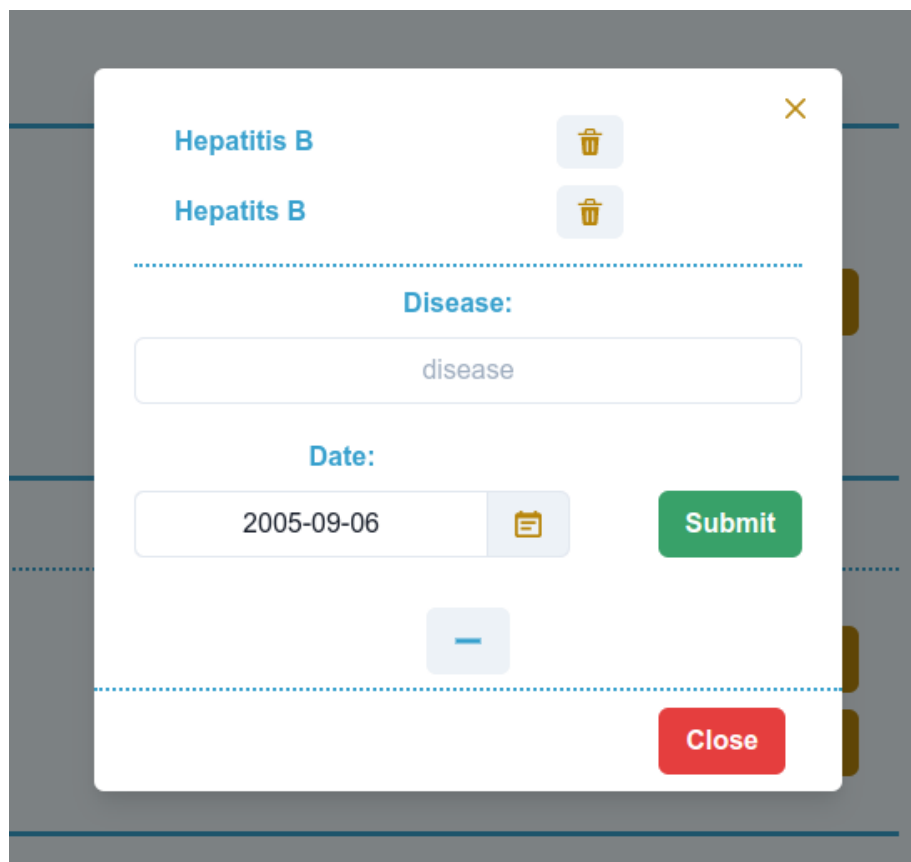 Hepatitis B
Hepatits B
Disease:
disease
Date:
2005-09-06
Submit
Close